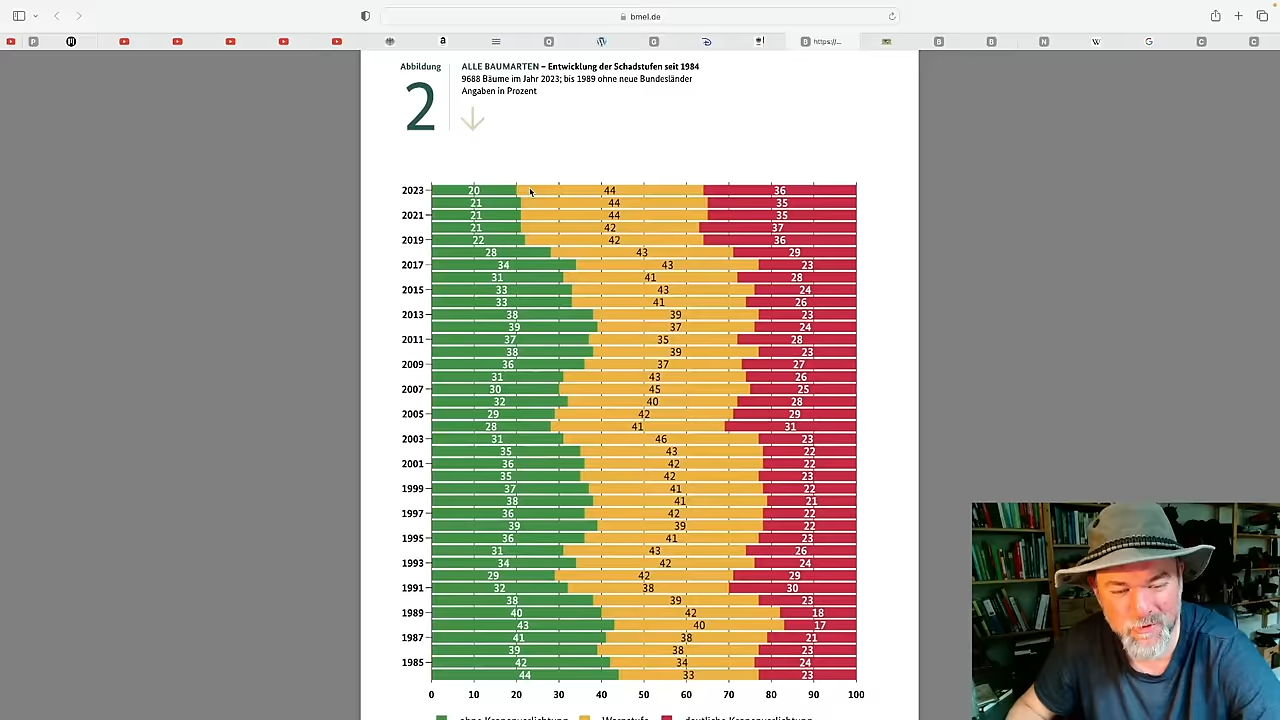 bmel.de
https://...
Abbildung
2
ALLE BAUMARTEN – Entwicklung der Schadstufen seit 1984
9688 Bäume im Jahr 2023; bis 1989 ohne neue Bundesländer
Angaben in Prozent
2023 20 44 36
21 44 35
2021 21 44 35
21 42 37
2019 22 42 36
28 43 29
2017 34 43 23
31 41 28
2015 33 43 24
33 41 26
2013 38 39 23
39 37 24
2011 37 35 28
38 39 23
2009 36 37 27
31 43 26
2007 30 45 25
32 40 28
2005 29 42 29
28 41 31
2003 31 46 23
35 43 22
2001 36 42 22
35 42 23
1999 37 41 22
38 41 21
1997 36 42 22
39 39 22
1995 36 41 23
31 43 26
1993 34 42 24
29 42 29
1991 32 38 30
38 39 23
1989 40 42 18
43 40 17
1987 41 38 21
39 38 23
1985 42 34 24
44 33 23
0 10 20 30 40 50 60 70 80 90 100
ohne Kronenverlichtung Warnstufe deutliche Kronenverlichtung